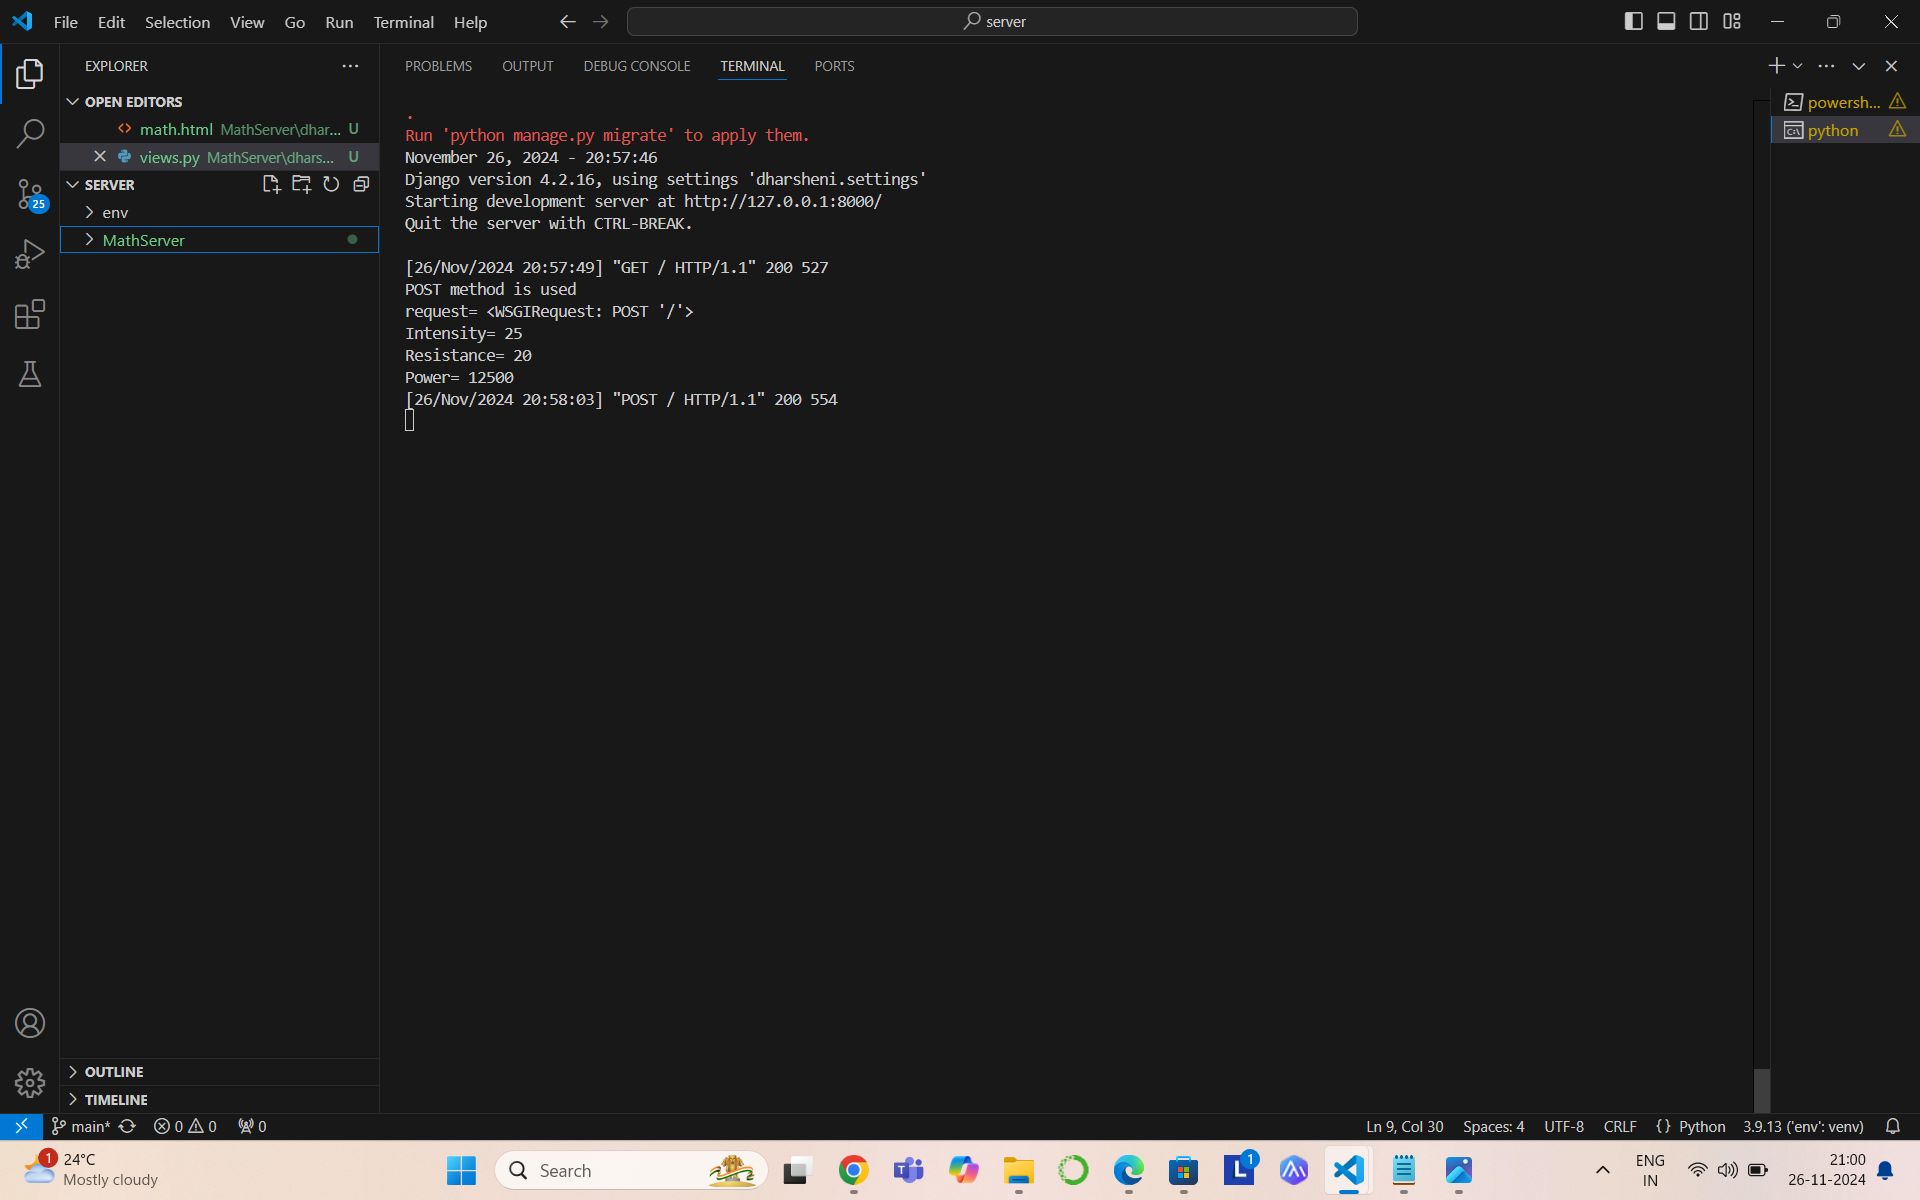 File Edit Selection View Go Run Terminal Help
server
EXPLORER
OPEN EDITORS
math.html MathServer\dhar... U
views.py MathServer\dhars... U
SERVER
env
MathServer
OUTLINE
TIMELINE
25
PROBLEMS OUTPUT DEBUG CONSOLE TERMINAL PORTS
.
Run 'python manage.py migrate' to apply them.
November 26, 2024 - 20:57:46
Django version 4.2.16, using settings 'dharsheni.settings'
Starting development server at http://127.0.0.1:8000/
Quit the server with CTRL-BREAK.
[26/Nov/2024 20:57:49] "GET / HTTP/1.1" 200 527
POST method is used
request= <WSGIRequest: POST '/'>
Intensity= 25
Resistance= 20
Power= 12500
[26/Nov/2024 20:58:03] "POST / HTTP/1.1" 200 554
powersh...
python
main* 0 0 0
Ln 9, Col 30 Spaces: 4 UTF-8 CRLF {} Python 3.9.13 ('env': venv)
1
24°C
Mostly cloudy
Search
L 1
ENG
IN
21:00
26-11-2024